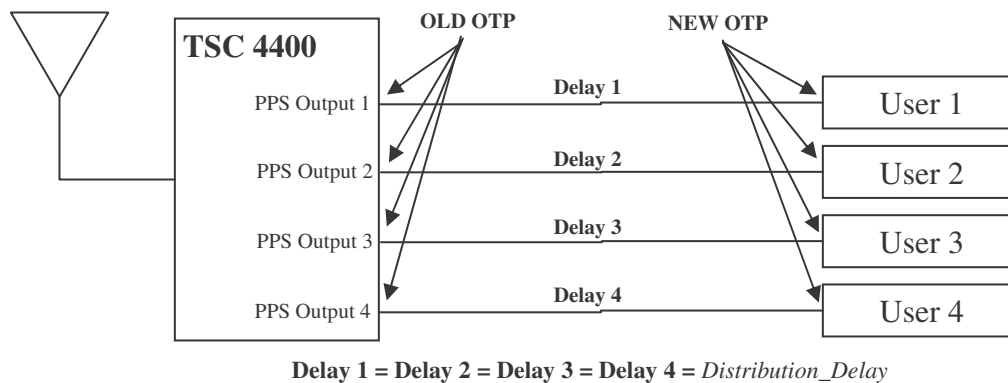 OLD OTP
NEW OTP
TSC 4400
PPS Output 1
Delay 1
User 1
PPS Output 2
Delay 2
User 2
PPS Output 3
Delay 3
User 3
PPS Output 4
Delay 4
User 4
Delay 1 = Delay 2 = Delay 3 = Delay 4 = Distribution_Delay